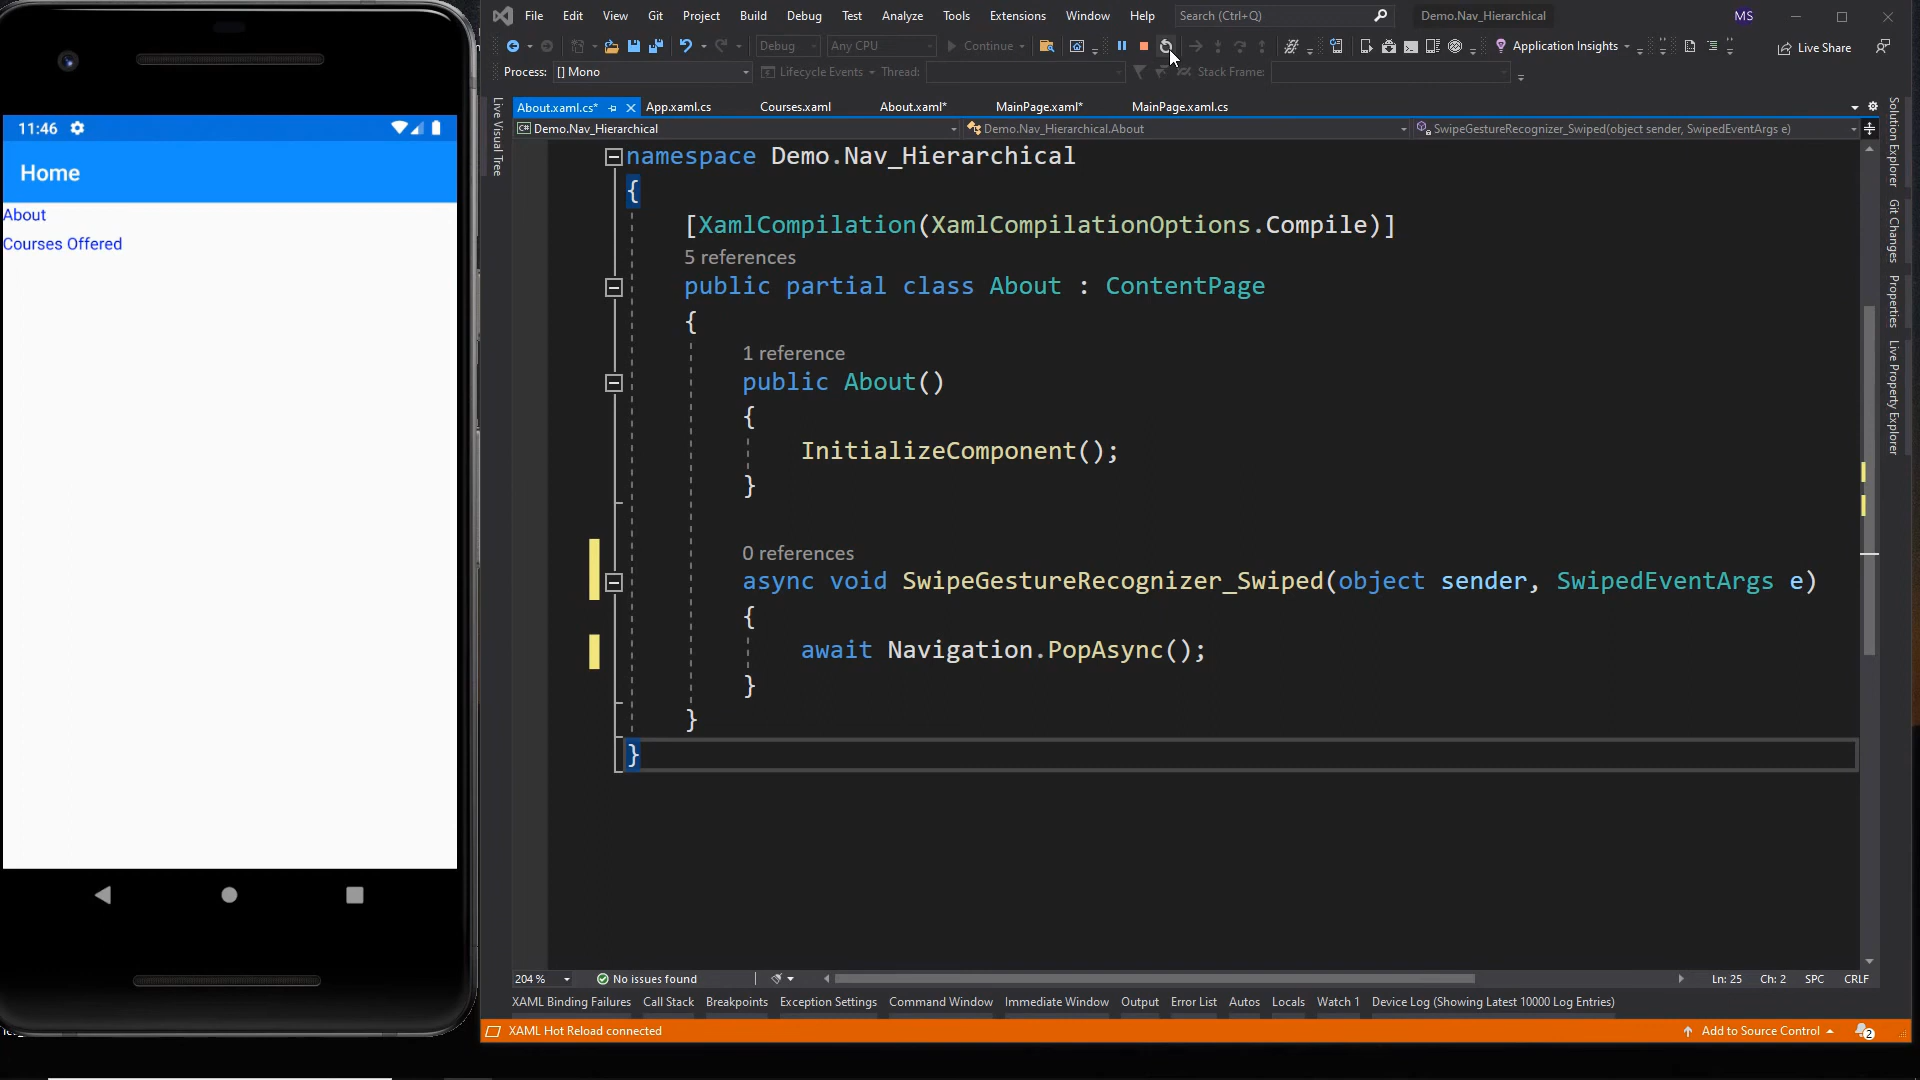 File Edit View Git Project Build Debug Test Analyze Tools Extensions Window Help Search (Ctrl+Q) Demo.Nav_Hierarchical MS
Debug Any CPU Continue Application Insights Live Share
Process: [] Mono Lifecycle Events Thread: Stack Frame:
About.xaml.cs* App.xaml.cs Courses.xaml About.xaml* MainPage.xaml* MainPage.xaml.cs
Demo.Nav_Hierarchical Demo.Nav_Hierarchical.About SwipeGestureRecognizer_Swiped(object sender, SwipedEventArgs e)
Live Visual Tree
11:46
Home
About
Courses Offered
namespace Demo.Nav_Hierarchical
{
[XamlCompilation(XamlCompilationOptions.Compile)]
5 references
public partial class About : ContentPage
{
1 reference
public About()
{
InitializeComponent();
}
0 references
async void SwipeGestureRecognizer_Swiped(object sender, SwipedEventArgs e)
{
await Navigation.PopAsync();
}
}
}
Solution Explorer
Git Changes
Properties
Live Property Explorer
204 % No issues found Ln: 25 Ch: 2 SPC CRLF
XAML Binding Failures Call Stack Breakpoints Exception Settings Command Window Immediate Window Output Error List Autos Locals Watch 1 Device Log (Showing Latest 10000 Log Entries)
XAML Hot Reload connected Add to Source Control 2